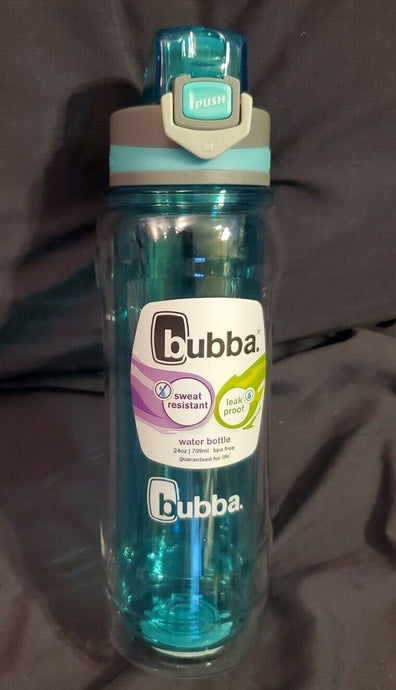 PUSH
bubba.
sweat
resistant
leak
proof
water bottle
24oz | 709ml bpa free
guaranteed for life*
bubba.